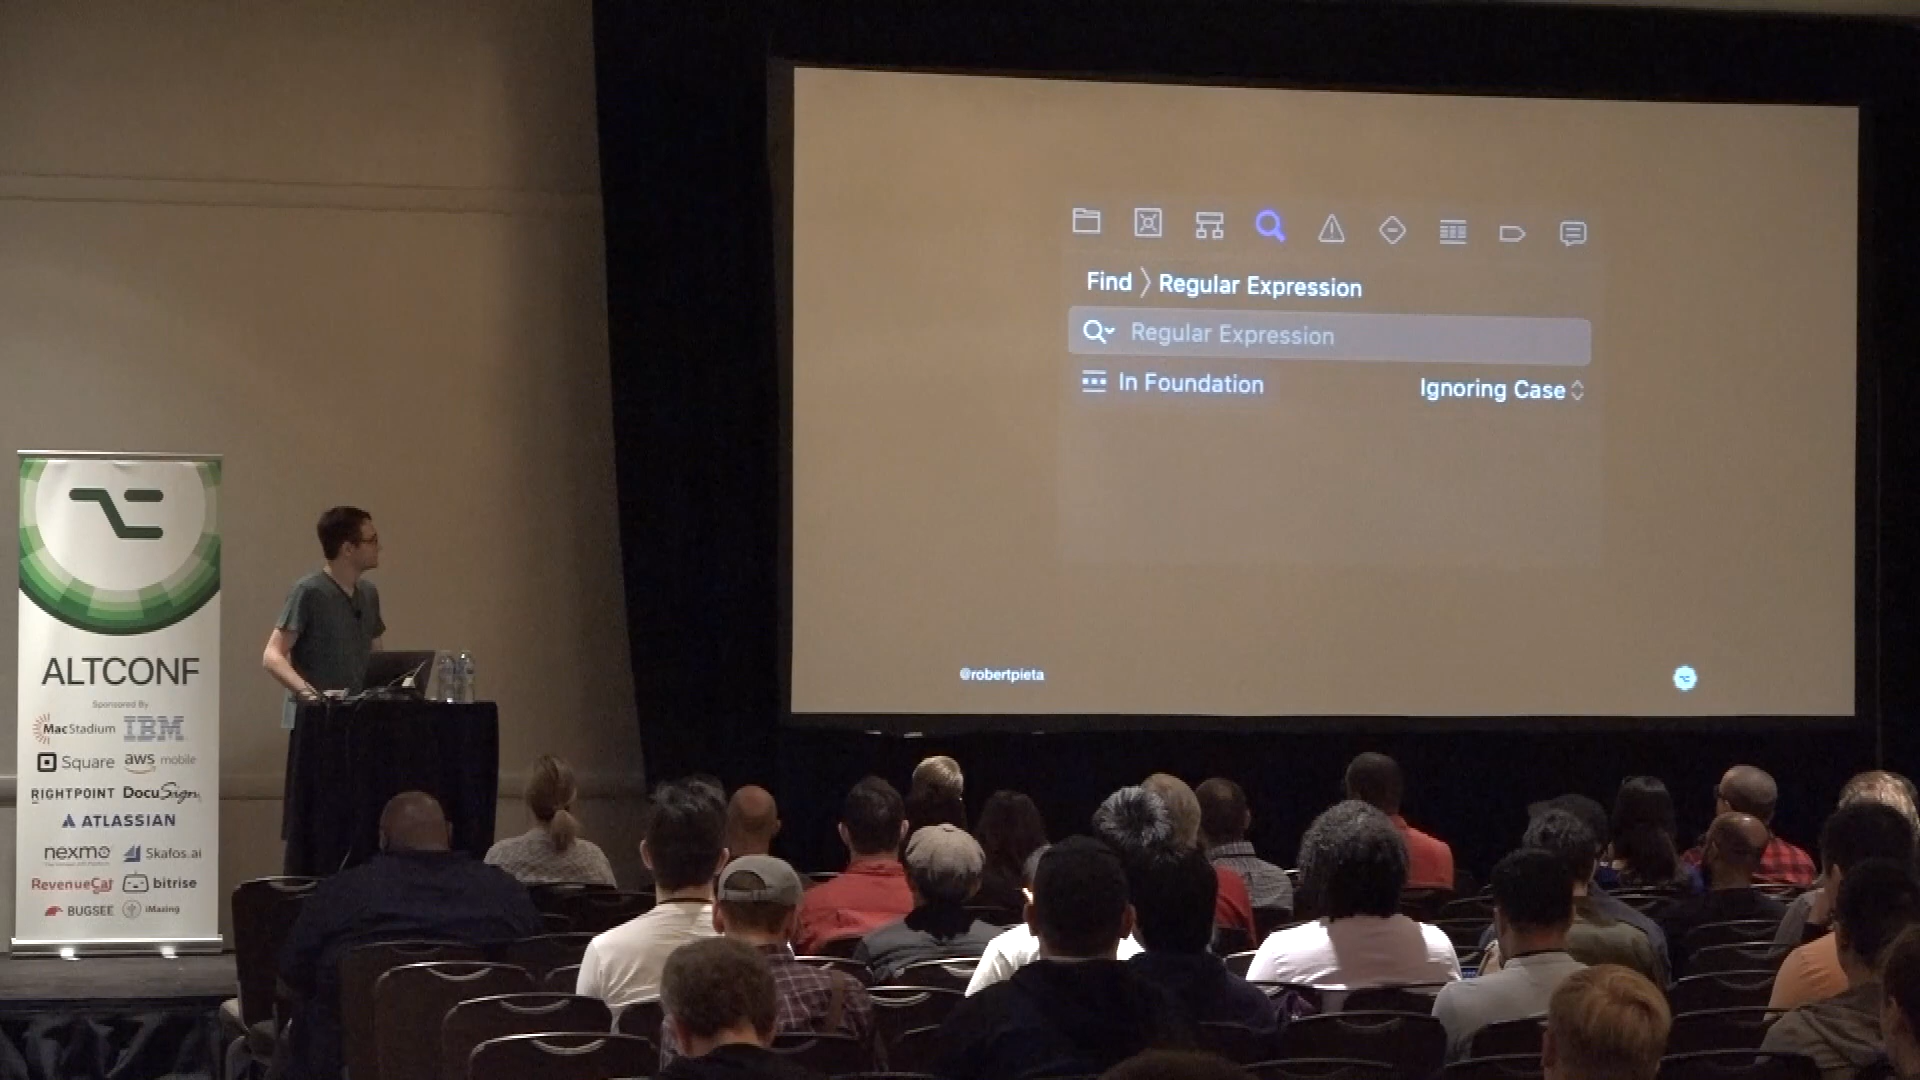 Find 〉Regular Expression
Regular Expression
In Foundation Ignoring Case
@robertpieta
ALTCONF
Sponsored By
MacStadium IBM
Square aws mobile
RIGHTPOINT DocuSign
ATLASSIAN
nexmo Skafos.ai
RevenueCat bitrise
BUGSEE iMazing